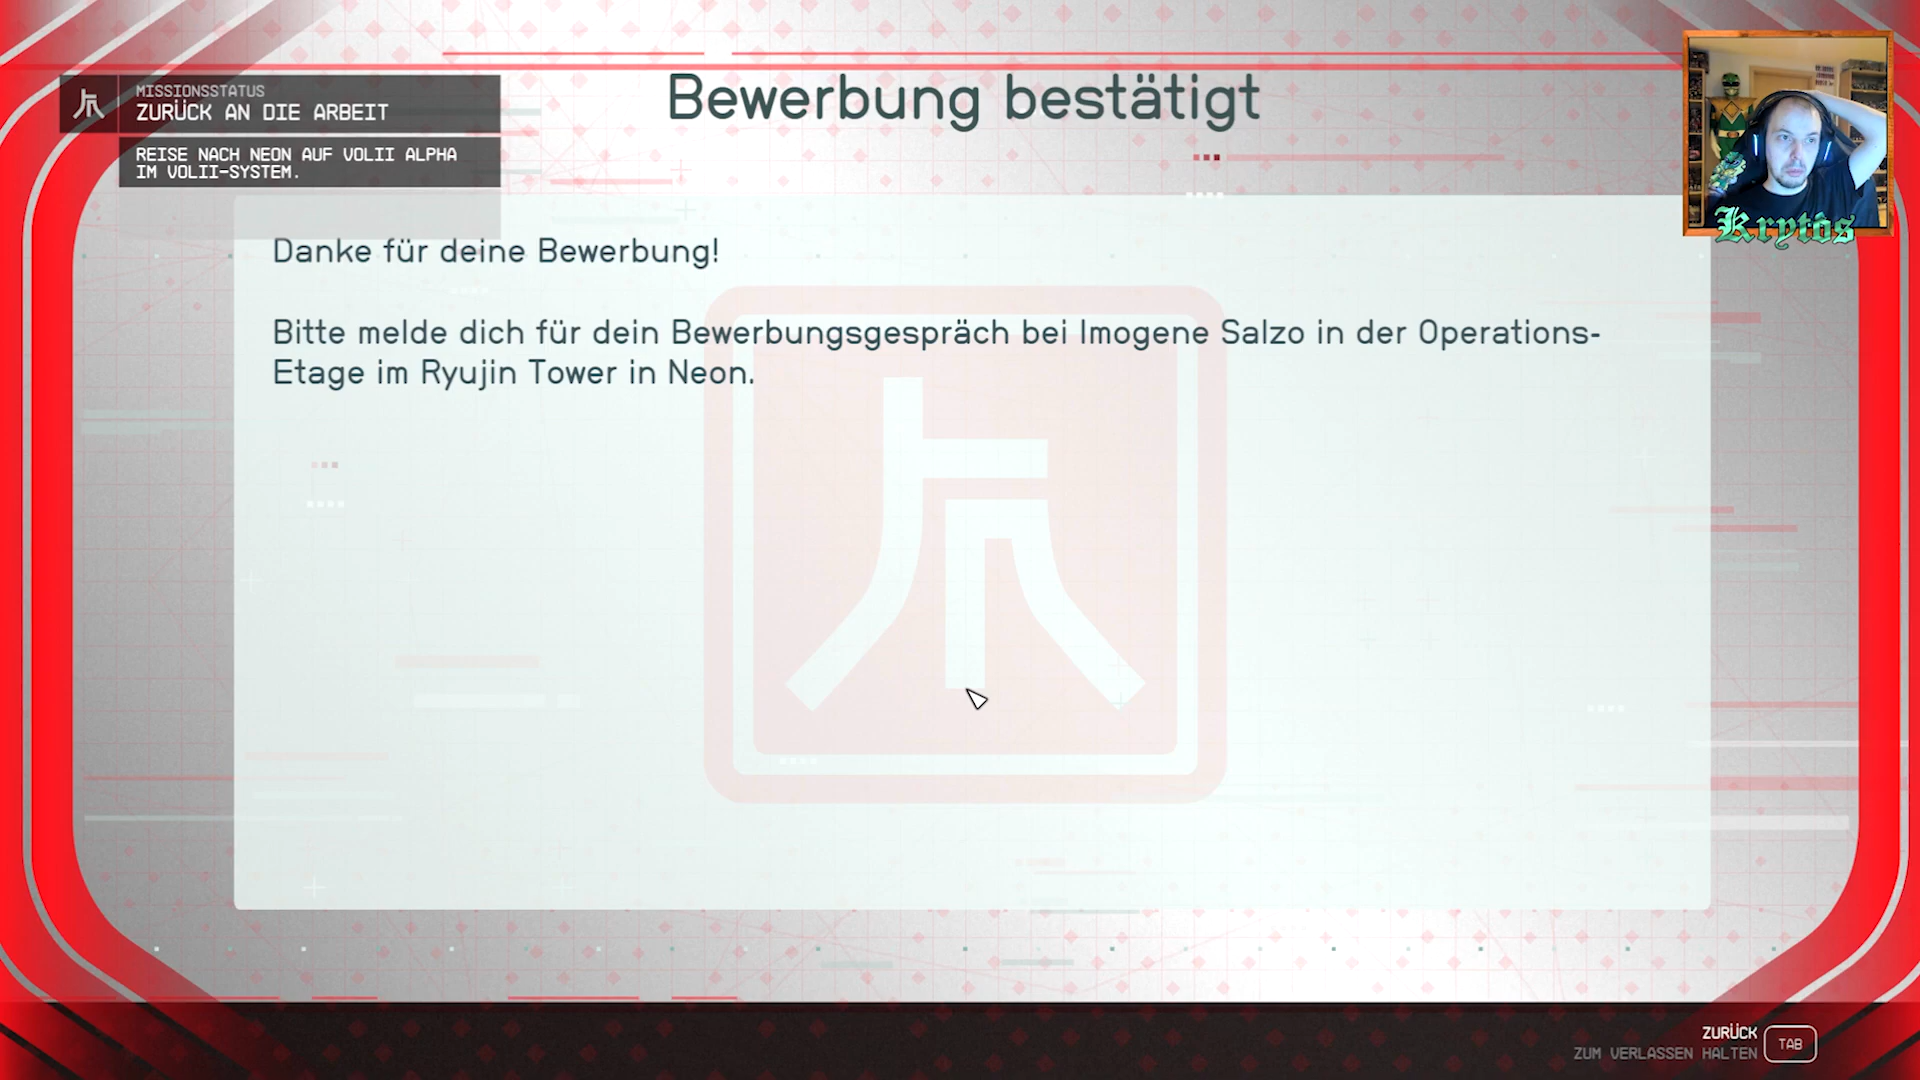 MISSIONSSTATUS
ZURÜCK AN DIE ARBEIT
REISE NACH NEON AUF VOLII ALPHA
IM VOLII-SYSTEM.
Bewerbung bestätigt
Krytos
Danke für deine Bewerbung!
Bitte melde dich für dein Bewerbungsgespräch bei Imogene Salzo in der Operations-
Etage im Ryujin Tower in Neon.
ZURÜCK
ZUM VERLASSEN HALTEN
TAB